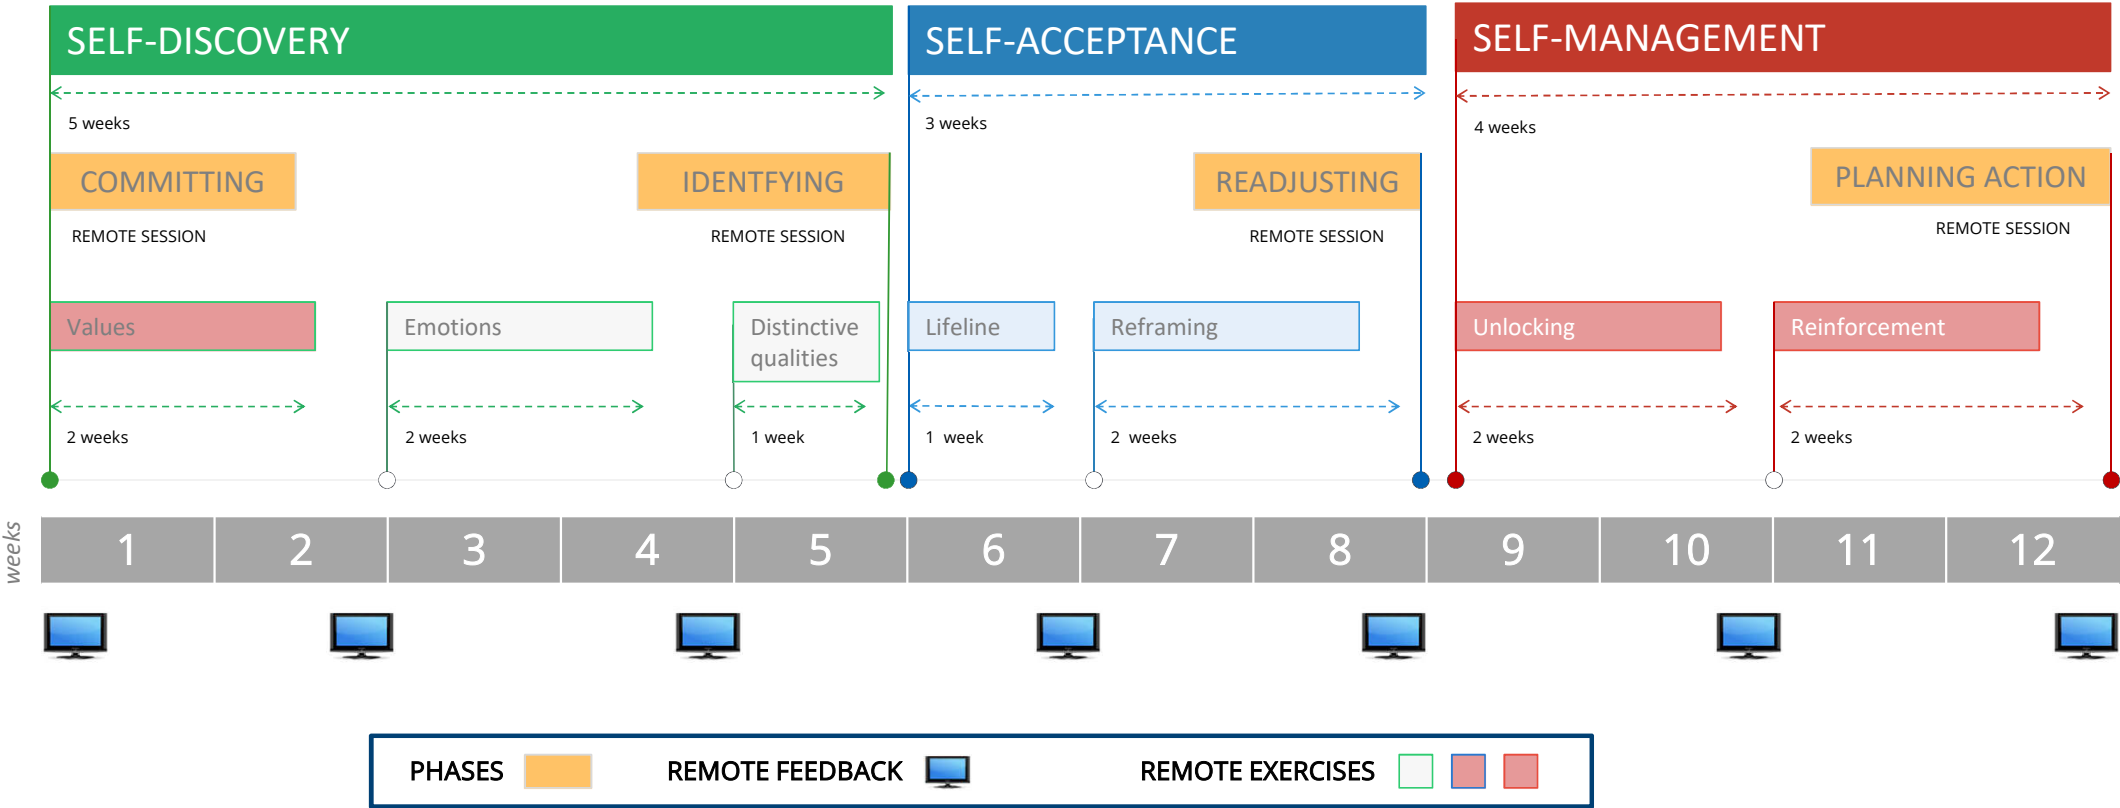 SELF-DISCOVERY
SELF-ACCEPTANCE
SELF-MANAGEMENT
5 weeks
3 weeks
4 weeks
COMMITTING
IDENTFYING
READJUSTING
PLANNING ACTION
REMOTE SESSION
REMOTE SESSION
REMOTE SESSION
REMOTE SESSION
Values
Emotions
Distinctive
qualities
Lifeline
Reframing
Unlocking
Reinforcement
2 weeks
2 weeks
1 week
1 week
2 weeks
2 weeks
2 weeks
weeks
1 2 3 4 5 6 7 8 9 10 11 12
PHASES
REMOTE FEEDBACK
REMOTE EXERCISES